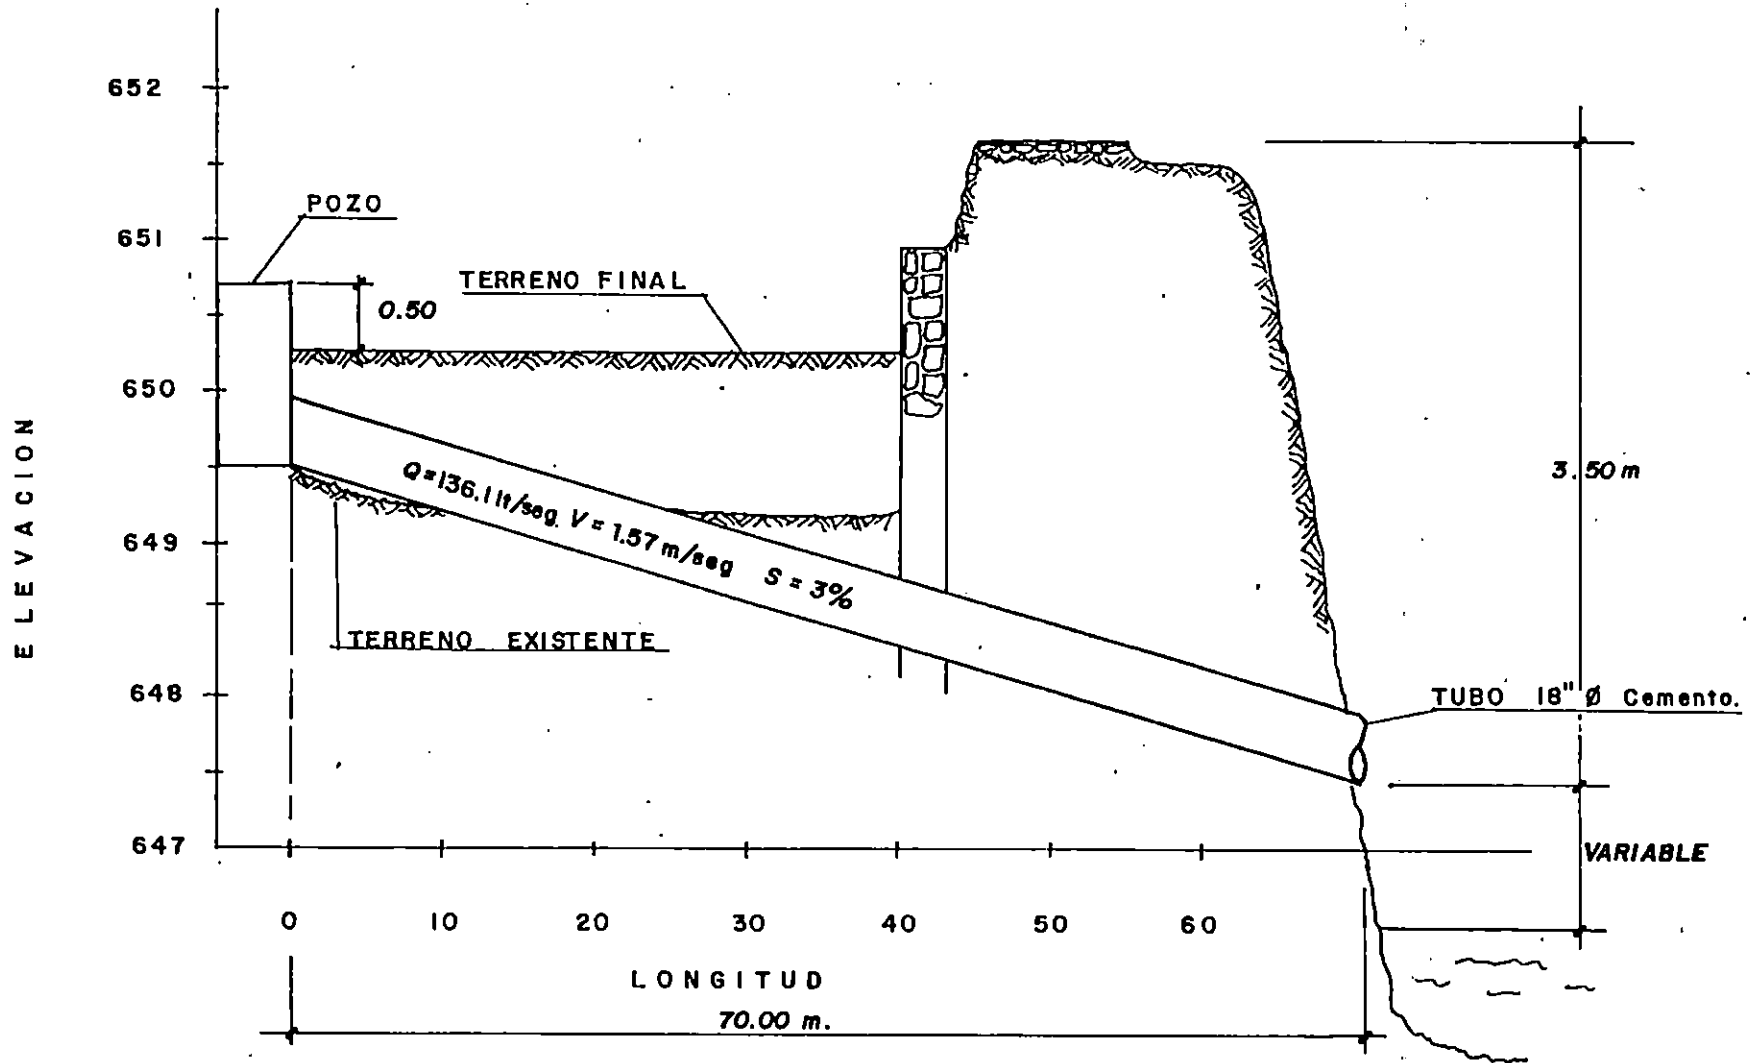 652
POZO
651
TERRENO FINAL
0.50
650
3.50 m
Q=136.1 lt/seg. V = 1.57 m/seg S = 3%
649
ELEVACION
TERRENO EXISTENTE
648
TUBO 18" Ø Cemento.
647
VARIABLE
0 10 20 30 40 50 60
LONGITUD
70.00 m.